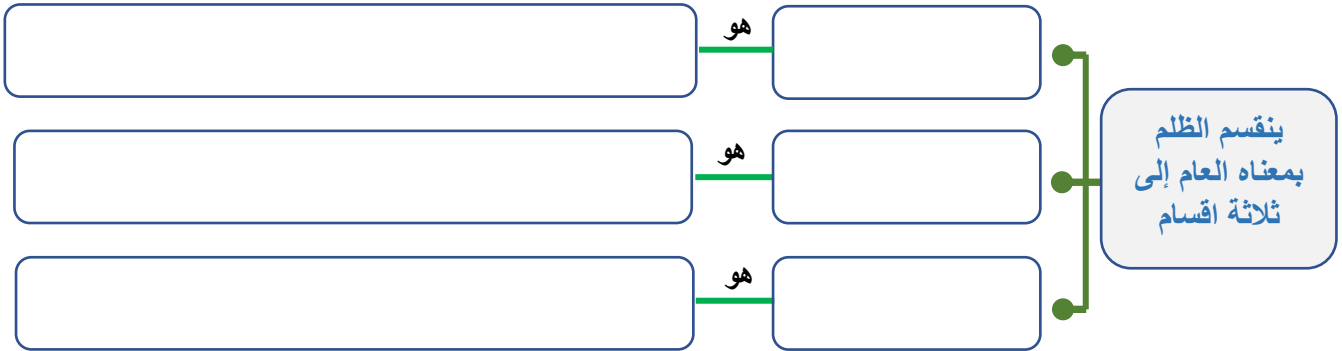 ينقسم الظلم
بمعناه العام إلى
ثلاثة اقسام
هو
هو
هو